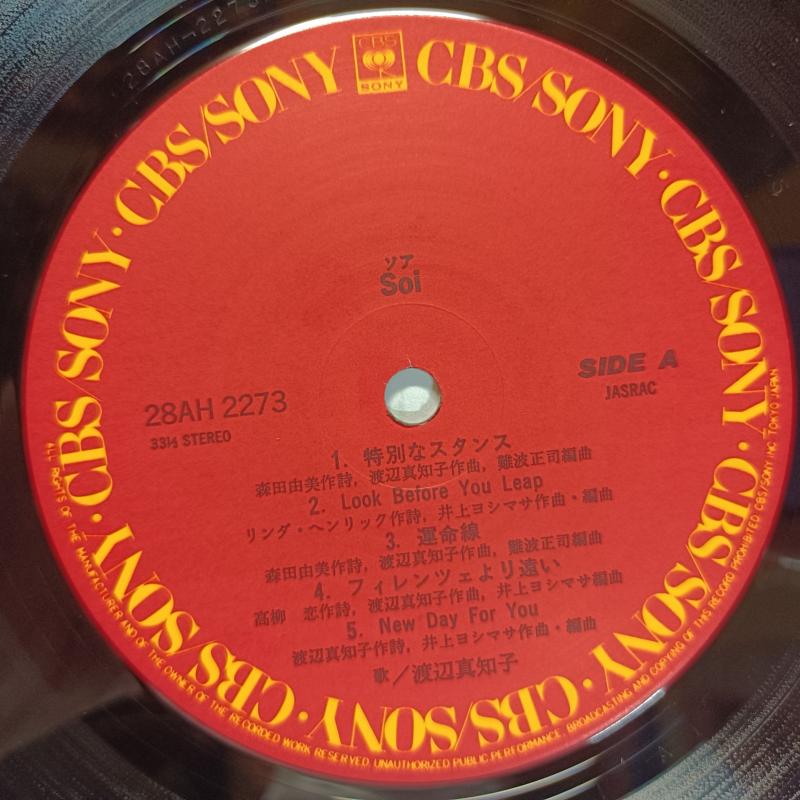 28AH-2273
CBS/SONY · CBS/SONY · CBS/SONY · CBS/SONY · CBS/SONY · CBS/SONY · CBS/SONY · CBS/SONY
CBS
SONY
ソア
Soi
28AH 2273
33⅓ STEREO
SIDE A
JASRAC
1. 特別なスタンス
森田由美作詩, 渡辺真知子作曲, 難波正司編曲
2. Look Before You Leap
リンダ・ヘンリック作詩, 井上ヨシマサ作曲・編曲
3. 運命線
森田由美作詩, 渡辺真知子作曲, 難波正司編曲
4. フィレンツェより遠い
高柳 恋作詩, 渡辺真知子作曲, 井上ヨシマサ編曲
5. New Day For You
渡辺真知子作詩, 井上ヨシマサ作曲・編曲
歌／渡辺真知子
ALL RIGHTS OF THE MANUFACTURER AND OF THE OWNER OF THE RECORDED WORK RESERVED. UNAUTHORIZED PUBLIC PERFORMANCE, BROADCASTING AND COPYING OF THIS RECORD PROHIBITED CBS/SONY INC. TOKYO JAPAN